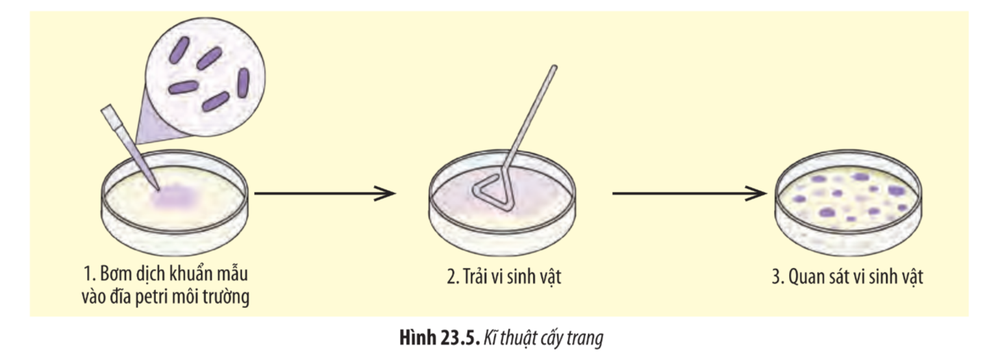 1. Bơm dịch khuẩn mẫu
vào đĩa petri môi trường
2. Trải vi sinh vật
3. Quan sát vi sinh vật
Hình 23.5. Kĩ thuật cấy trang